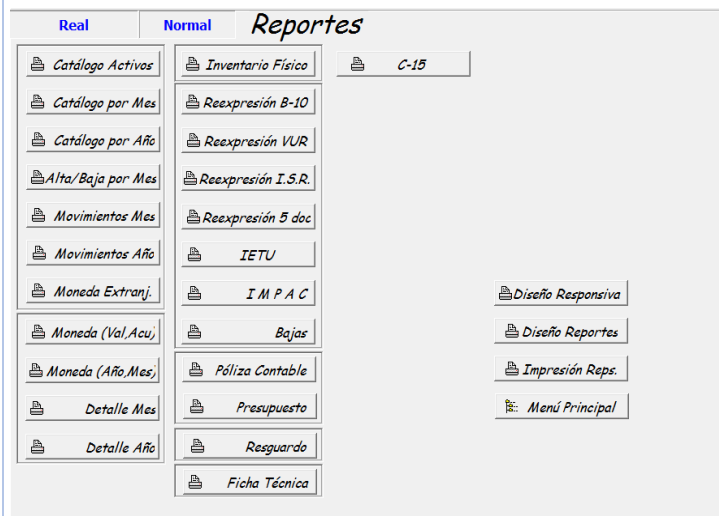 Real
Normal
Reportes
Catálogo Activos
Catálogo por Mes
Catálogo por Año
Alta/Baja por Mes
Movimientos Mes
Movimientos Año
Moneda Extranj.
Moneda (Val,Acu)
Moneda (Año,Mes)
Detalle Mes
Detalle Año
Inventario Físico
Reexpresión B-10
Reexpresión VUR
Reexpresión I.S.R.
Reexpresión 5 doc
IETU
I M P A C
Bajas
Póliza Contable
Presupuesto
Resguardo
Ficha Técnica
C-15
Diseño Responsiva
Diseño Reportes
Impresión Reps.
Menú Principal